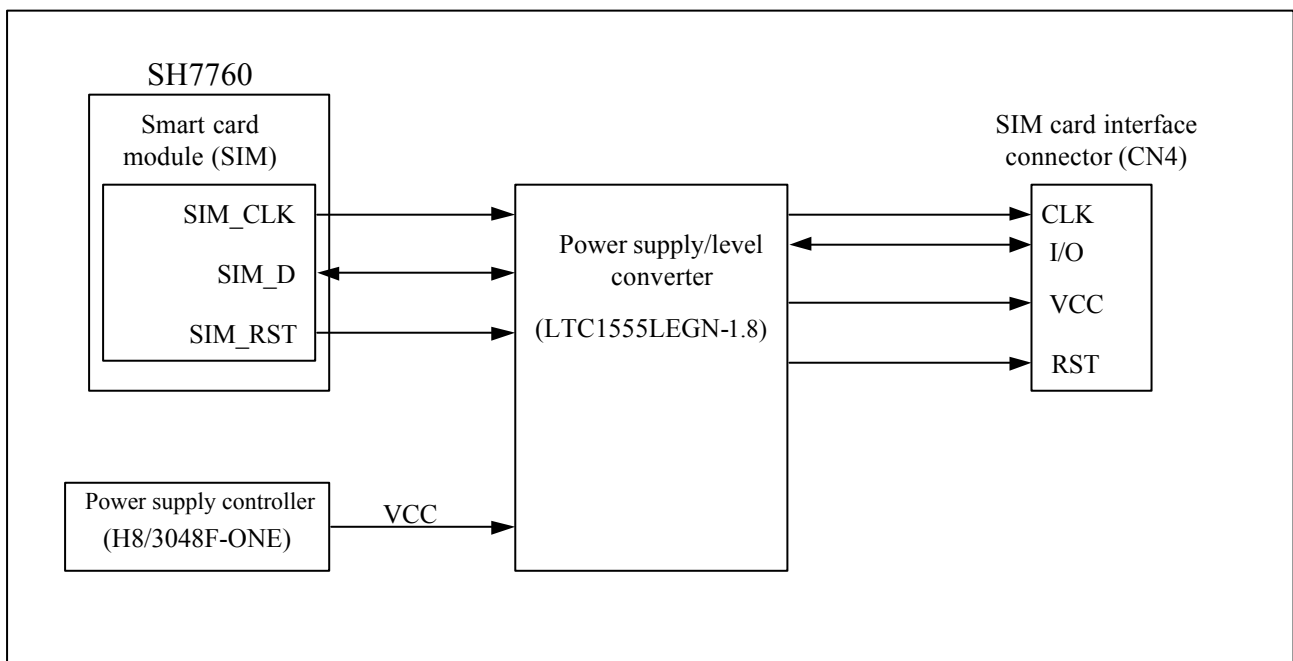 SH7760
Smart card
module (SIM)
SIM_CLK
SIM_D
SIM_RST
Power supply controller
(H8/3048F-ONE)
VCC
Power supply/level
converter
(LTC1555LEGN-1.8)
SIM card interface
connector (CN4)
CLK
I/O
VCC
RST